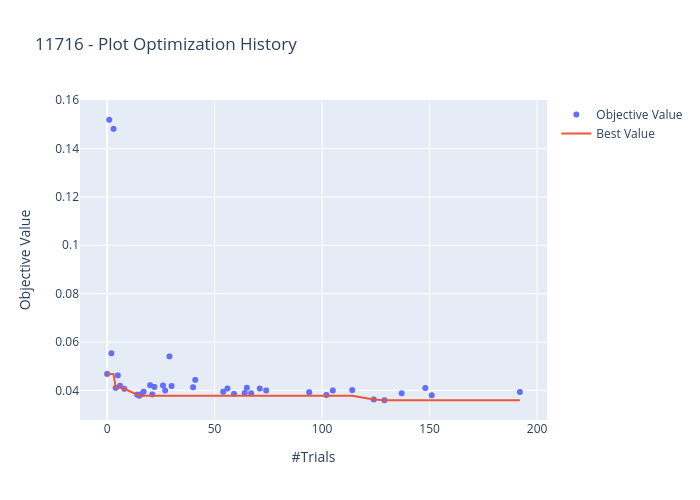 11716 - Plot Optimization History
Objective Value
Best Value
0.16
0.14
0.12
0.1
0.08
0.06
0.04
Objective Value
0
50
100
150
200
#Trials